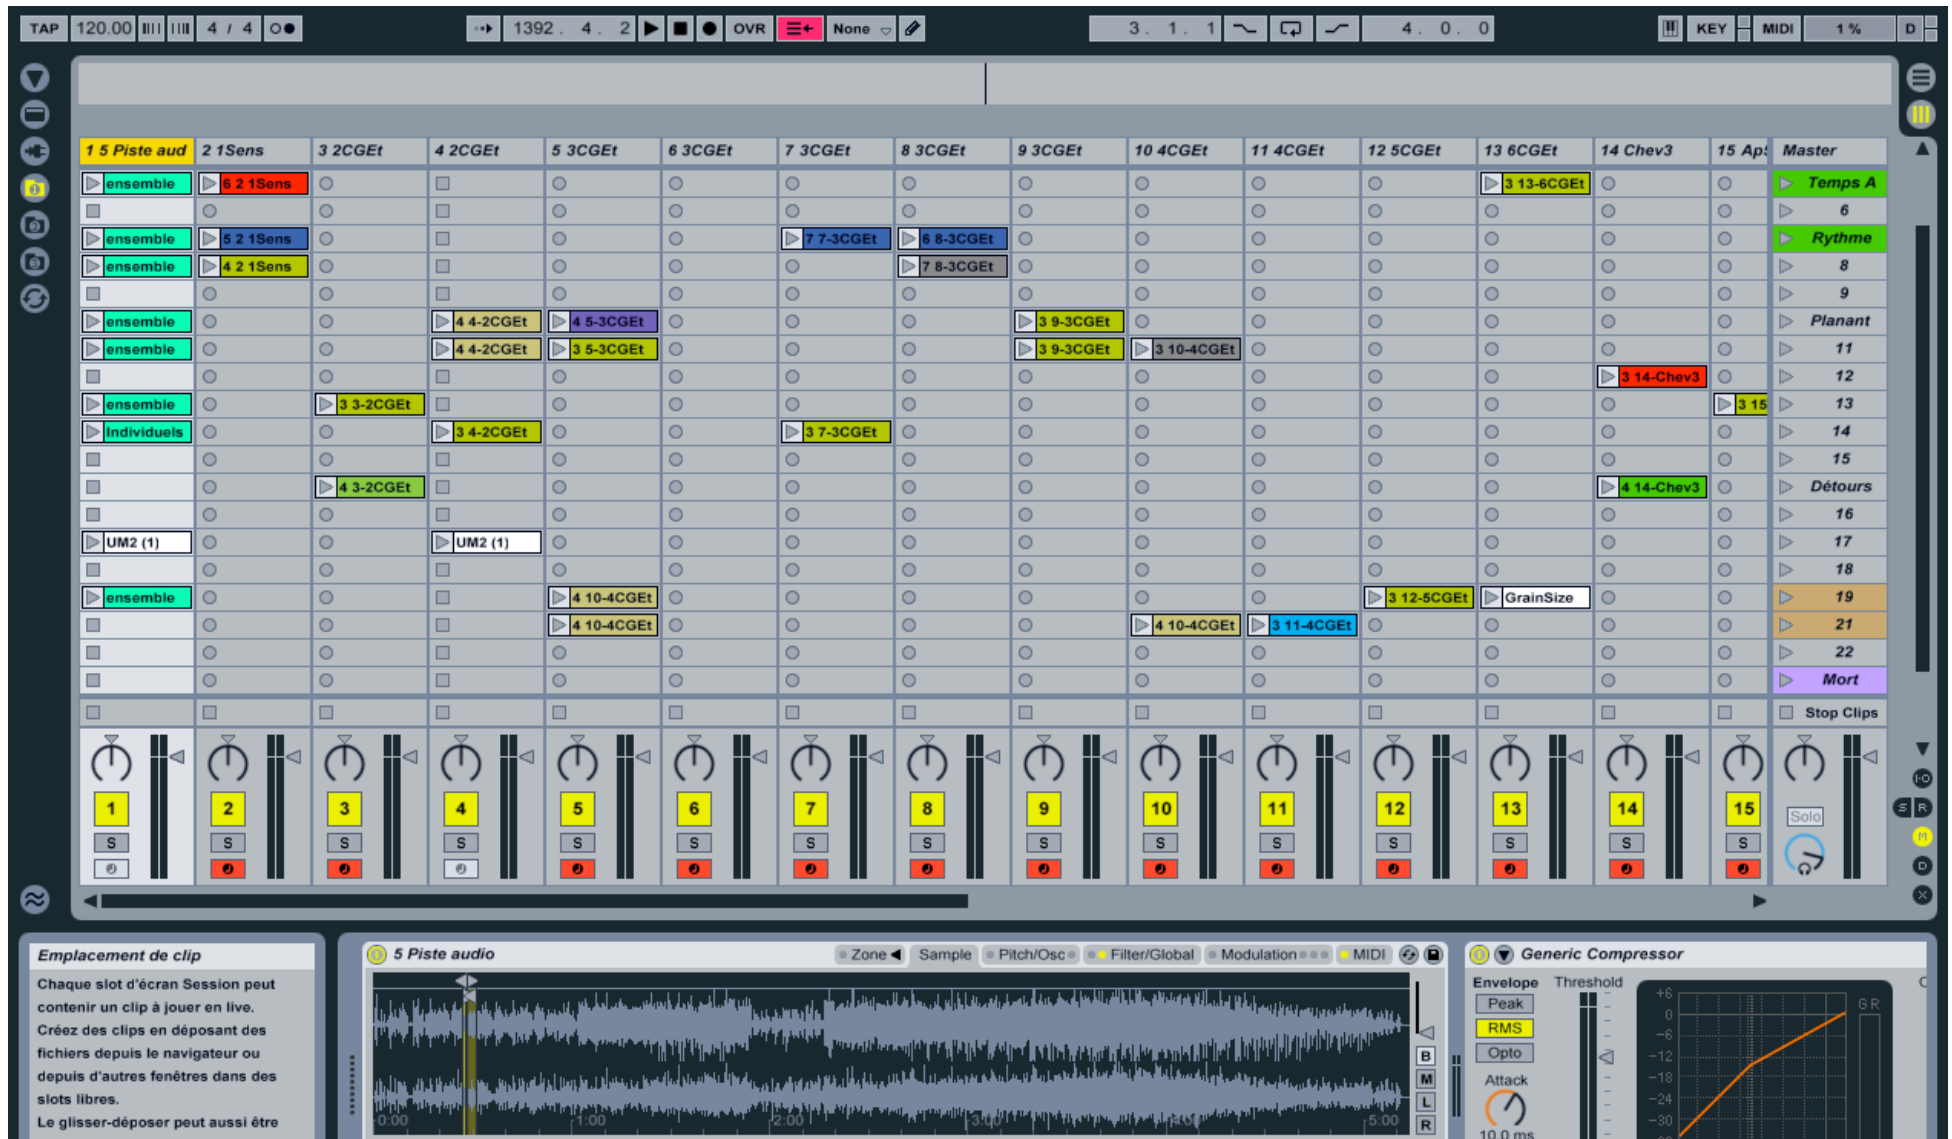 TAP 120.00 4 / 4 1392. 4. 2 OVR None 3. 1. 1 4. 0. 0 KEY MIDI 1 % D
1 5 Piste aud 2 1Sens 3 2CGEt 4 2CGEt 5 3CGEt 6 3CGEt 7 3CGEt 8 3CGEt 9 3CGEt 10 4CGEt 11 4CGEt 12 5CGEt 13 6CGEt 14 Chev3 15 Ap Master
ensemble 6 2 1Sens 3 13-6CGEt Temps A
6
ensemble 5 2 1Sens 7 7-3CGEt 6 8-3CGEt Rythme
ensemble 4 2 1Sens 7 8-3CGEt 8
9
ensemble 4 4-2CGEt 4 5-3CGEt 3 9-3CGEt Planant
ensemble 4 4-2CGEt 3 5-3CGEt 3 9-3CGEt 3 10-4CGEt 11
3 14-Chev3 12
ensemble 3 3-2CGEt 3 15 13
Individuels 3 4-2CGEt 3 7-3CGEt 14
15
4 3-2CGEt 4 14-Chev3 Détours
16
UM2 (1) UM2 (1) 17
18
ensemble 4 10-4CGEt 3 12-5CGEt GrainSize 19
4 10-4CGEt 4 10-4CGEt 3 11-4CGEt 21
22
Mort
Stop Clips
1 2 3 4 5 6 7 8 9 10 11 12 13 14 15 Solo
S S S S S S S S S S S S S S S
I-O
S R
M
D
Emplacement de clip
Chaque slot d'écran Session peut
contenir un clip à jouer en live.
Créez des clips en déposant des
fichiers depuis le navigateur ou
depuis d'autres fenêtres dans des
slots libres.
Le glisser-déposer peut aussi être
5 Piste audio Zone Sample Pitch/Osc Filter/Global Modulation MIDI
B
M
L
R
0:00 1:00 2:00 3:00 4:00 5:00
Generic Compressor
Envelope Threshold
Peak
RMS
Opto
Attack
10.0 ms
+6
0
-6
-12
-18
-24
-30
GR